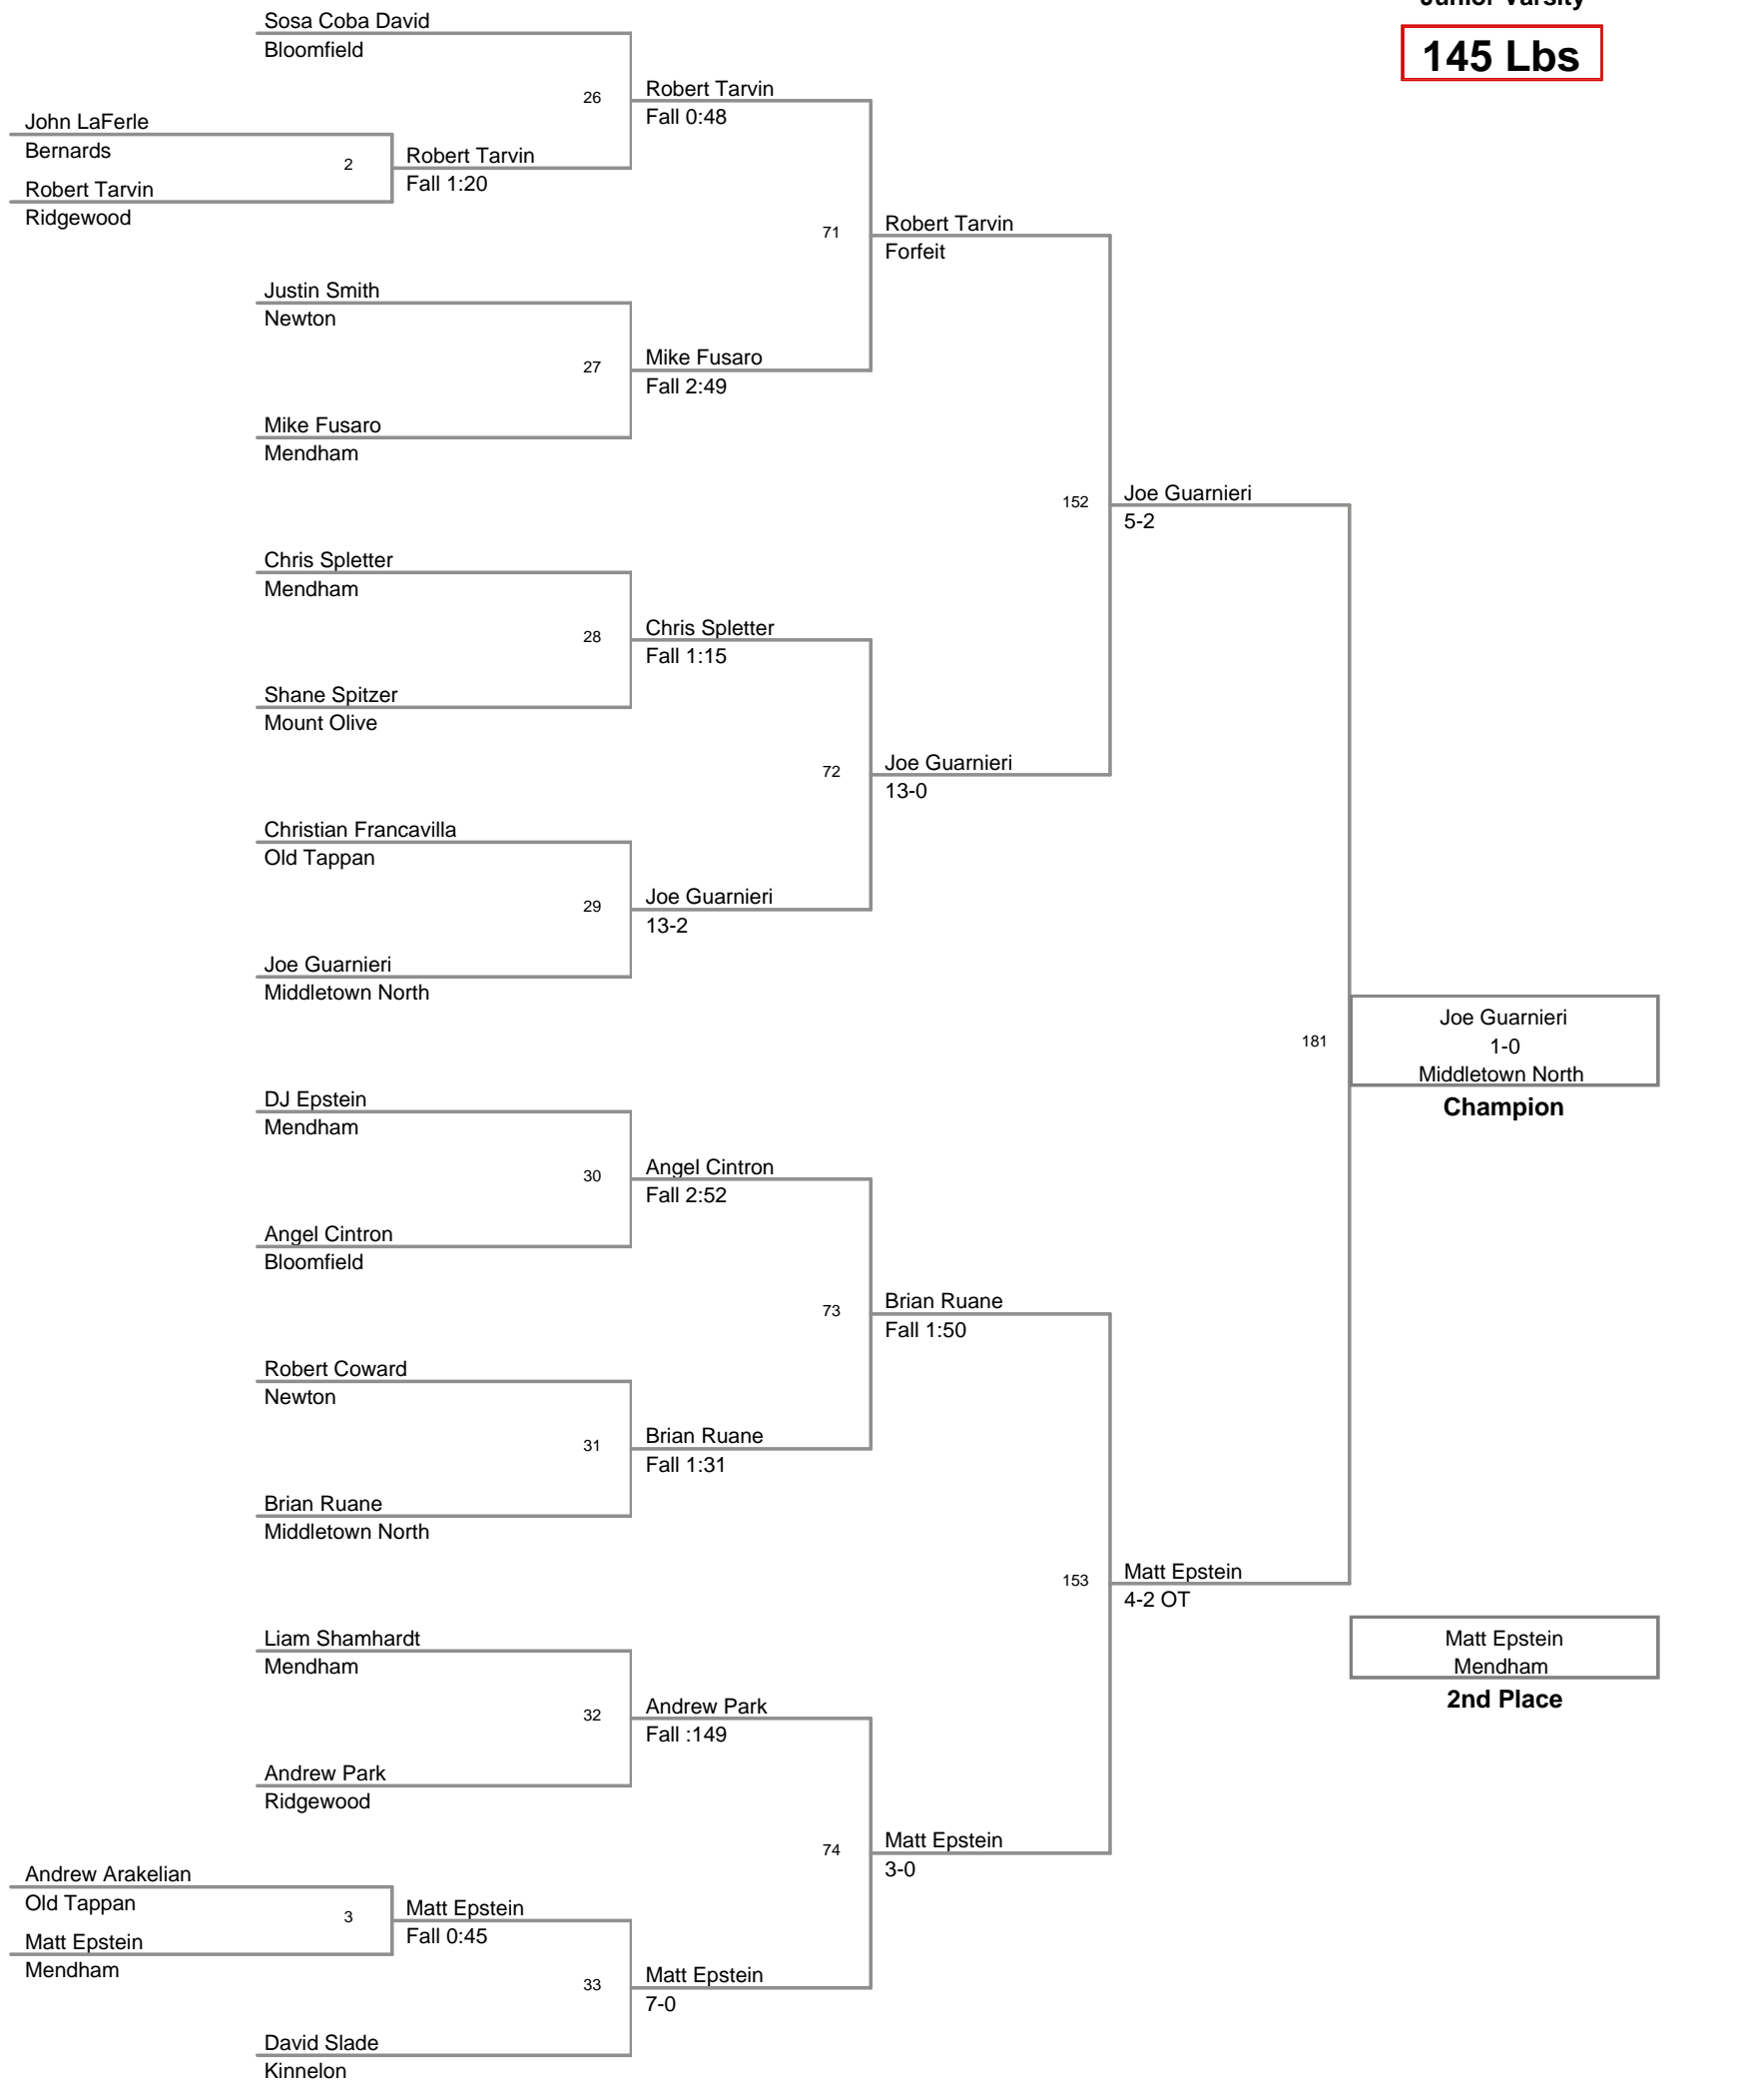 Junior Varsity
145 Lbs
Sosa Coba David
Bloomfield
26
Robert Tarvin
Fall 0:48
John LaFerle
Bernards
2
Robert Tarvin
Fall 1:20
Robert Tarvin
Ridgewood
71
Robert Tarvin
Forfeit
Justin Smith
Newton
27
Mike Fusaro
Fall 2:49
Mike Fusaro
Mendham
152
Joe Guarnieri
5-2
Chris Spletter
Mendham
28
Chris Spletter
Fall 1:15
Shane Spitzer
Mount Olive
72
Joe Guarnieri
13-0
Christian Francavilla
Old Tappan
29
Joe Guarnieri
13-2
Joe Guarnieri
Middletown North
181
Joe Guarnieri
1-0
Middletown North
Champion
DJ Epstein
Mendham
30
Angel Cintron
Fall 2:52
Angel Cintron
Bloomfield
73
Brian Ruane
Fall 1:50
Robert Coward
Newton
31
Brian Ruane
Fall 1:31
Brian Ruane
Middletown North
153
Matt Epstein
4-2 OT
Matt Epstein
Mendham
2nd Place
Liam Shamhardt
Mendham
32
Andrew Park
Fall :149
Andrew Park
Ridgewood
74
Matt Epstein
3-0
Andrew Arakelian
Old Tappan
3
Matt Epstein
Fall 0:45
Matt Epstein
Mendham
33
Matt Epstein
7-0
David Slade
Kinnelon